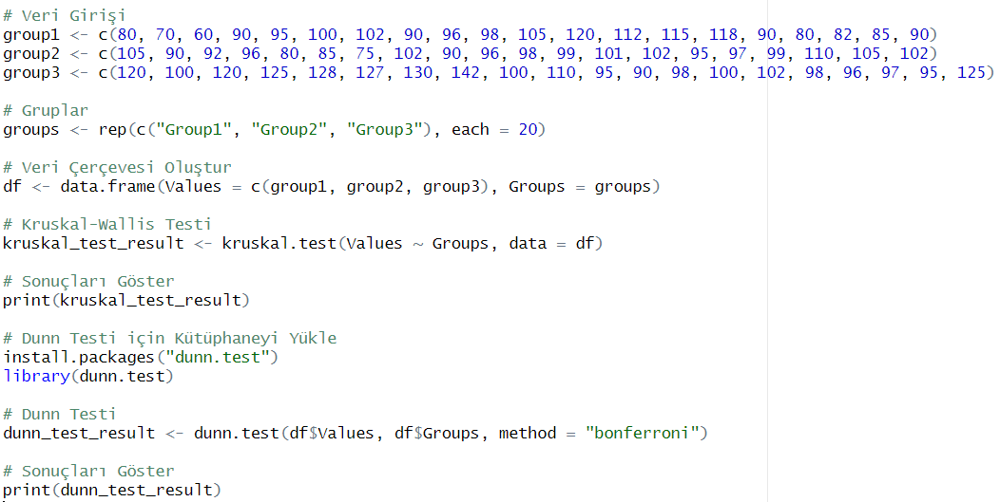 # Veri Girişi
group1 <- c(80, 70, 60, 90, 95, 100, 102, 90, 96, 98, 105, 120, 112, 115, 118, 90, 80, 82, 85, 90)
group2 <- c(105, 90, 92, 96, 80, 85, 75, 102, 90, 96, 98, 99, 101, 102, 95, 97, 99, 110, 105, 102)
group3 <- c(120, 100, 120, 125, 128, 127, 130, 142, 100, 110, 95, 90, 98, 100, 102, 98, 96, 97, 95, 125)
# Gruplar
groups <- rep(c("Group1", "Group2", "Group3"), each = 20)
# Veri Çerçevesi Oluştur
df <- data.frame(Values = c(group1, group2, group3), Groups = groups)
# Kruskal-Wallis Testi
kruskal_test_result <- kruskal.test(Values ~ Groups, data = df)
# Sonuçları Göster
print(kruskal_test_result)
# Dunn Testi için Kütüphaneyi Yükle
install.packages("dunn.test")
library(dunn.test)
# Dunn Testi
dunn_test_result <- dunn.test(df$Values, df$Groups, method = "bonferroni")
# Sonuçları Göster
print(dunn_test_result)